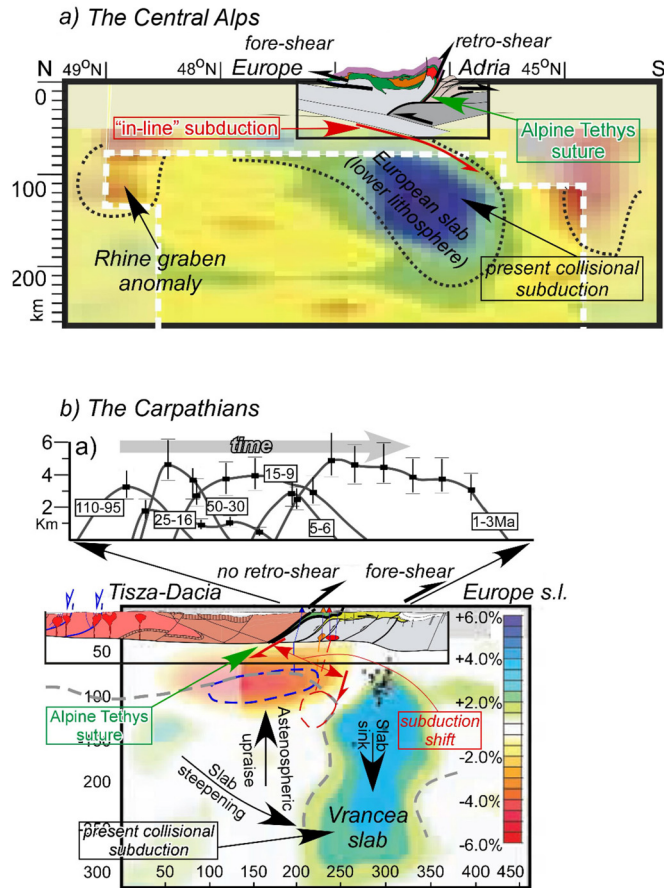 a) The Central Alps
fore-shear
retro-shear
N
49ºN
48ºN
Europe
Adria
45ºN
S
0
"in-line" subduction
Alpine Tethys
suture
100
European slab
(lower lithosphere)
Rhine graben
anomaly
present collisional
subduction
200
km
b) The Carpathians
a)
time
6
4
2
Km
110-95
25-16
50-30
15-9
5-6
1-3Ma
no retro-shear
fore-shear
Tisza-Dacia
Europe s.l.
+6.0%
50
+4.0%
100
+2.0%
Alpine Tethys
suture
Astenospheric
upraise
Slab
sink
subduction
shift
-2.0%
200
Slab
steepening
Vrancea
slab
-4.0%
present collisional
subduction
-6.0%
300
50
100
150
200
250
300
350
400
450